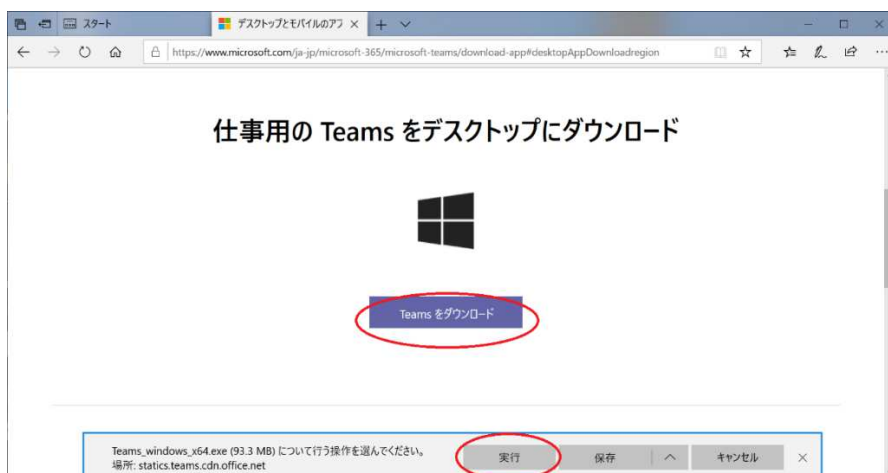 スタート
デスクトップとモバイルのアフ
https://www.microsoft.com/ja-jp/microsoft-365/microsoft-teams/download-app#desktopAppDownloadregion
仕事用の Teams をデスクトップにダウンロード
Teams をダウンロード
Teams_windows_x64.exe (93.3 MB) について行う操作を選んでください。
場所: statics.teams.cdn.office.net
実行
保存
キャンセル